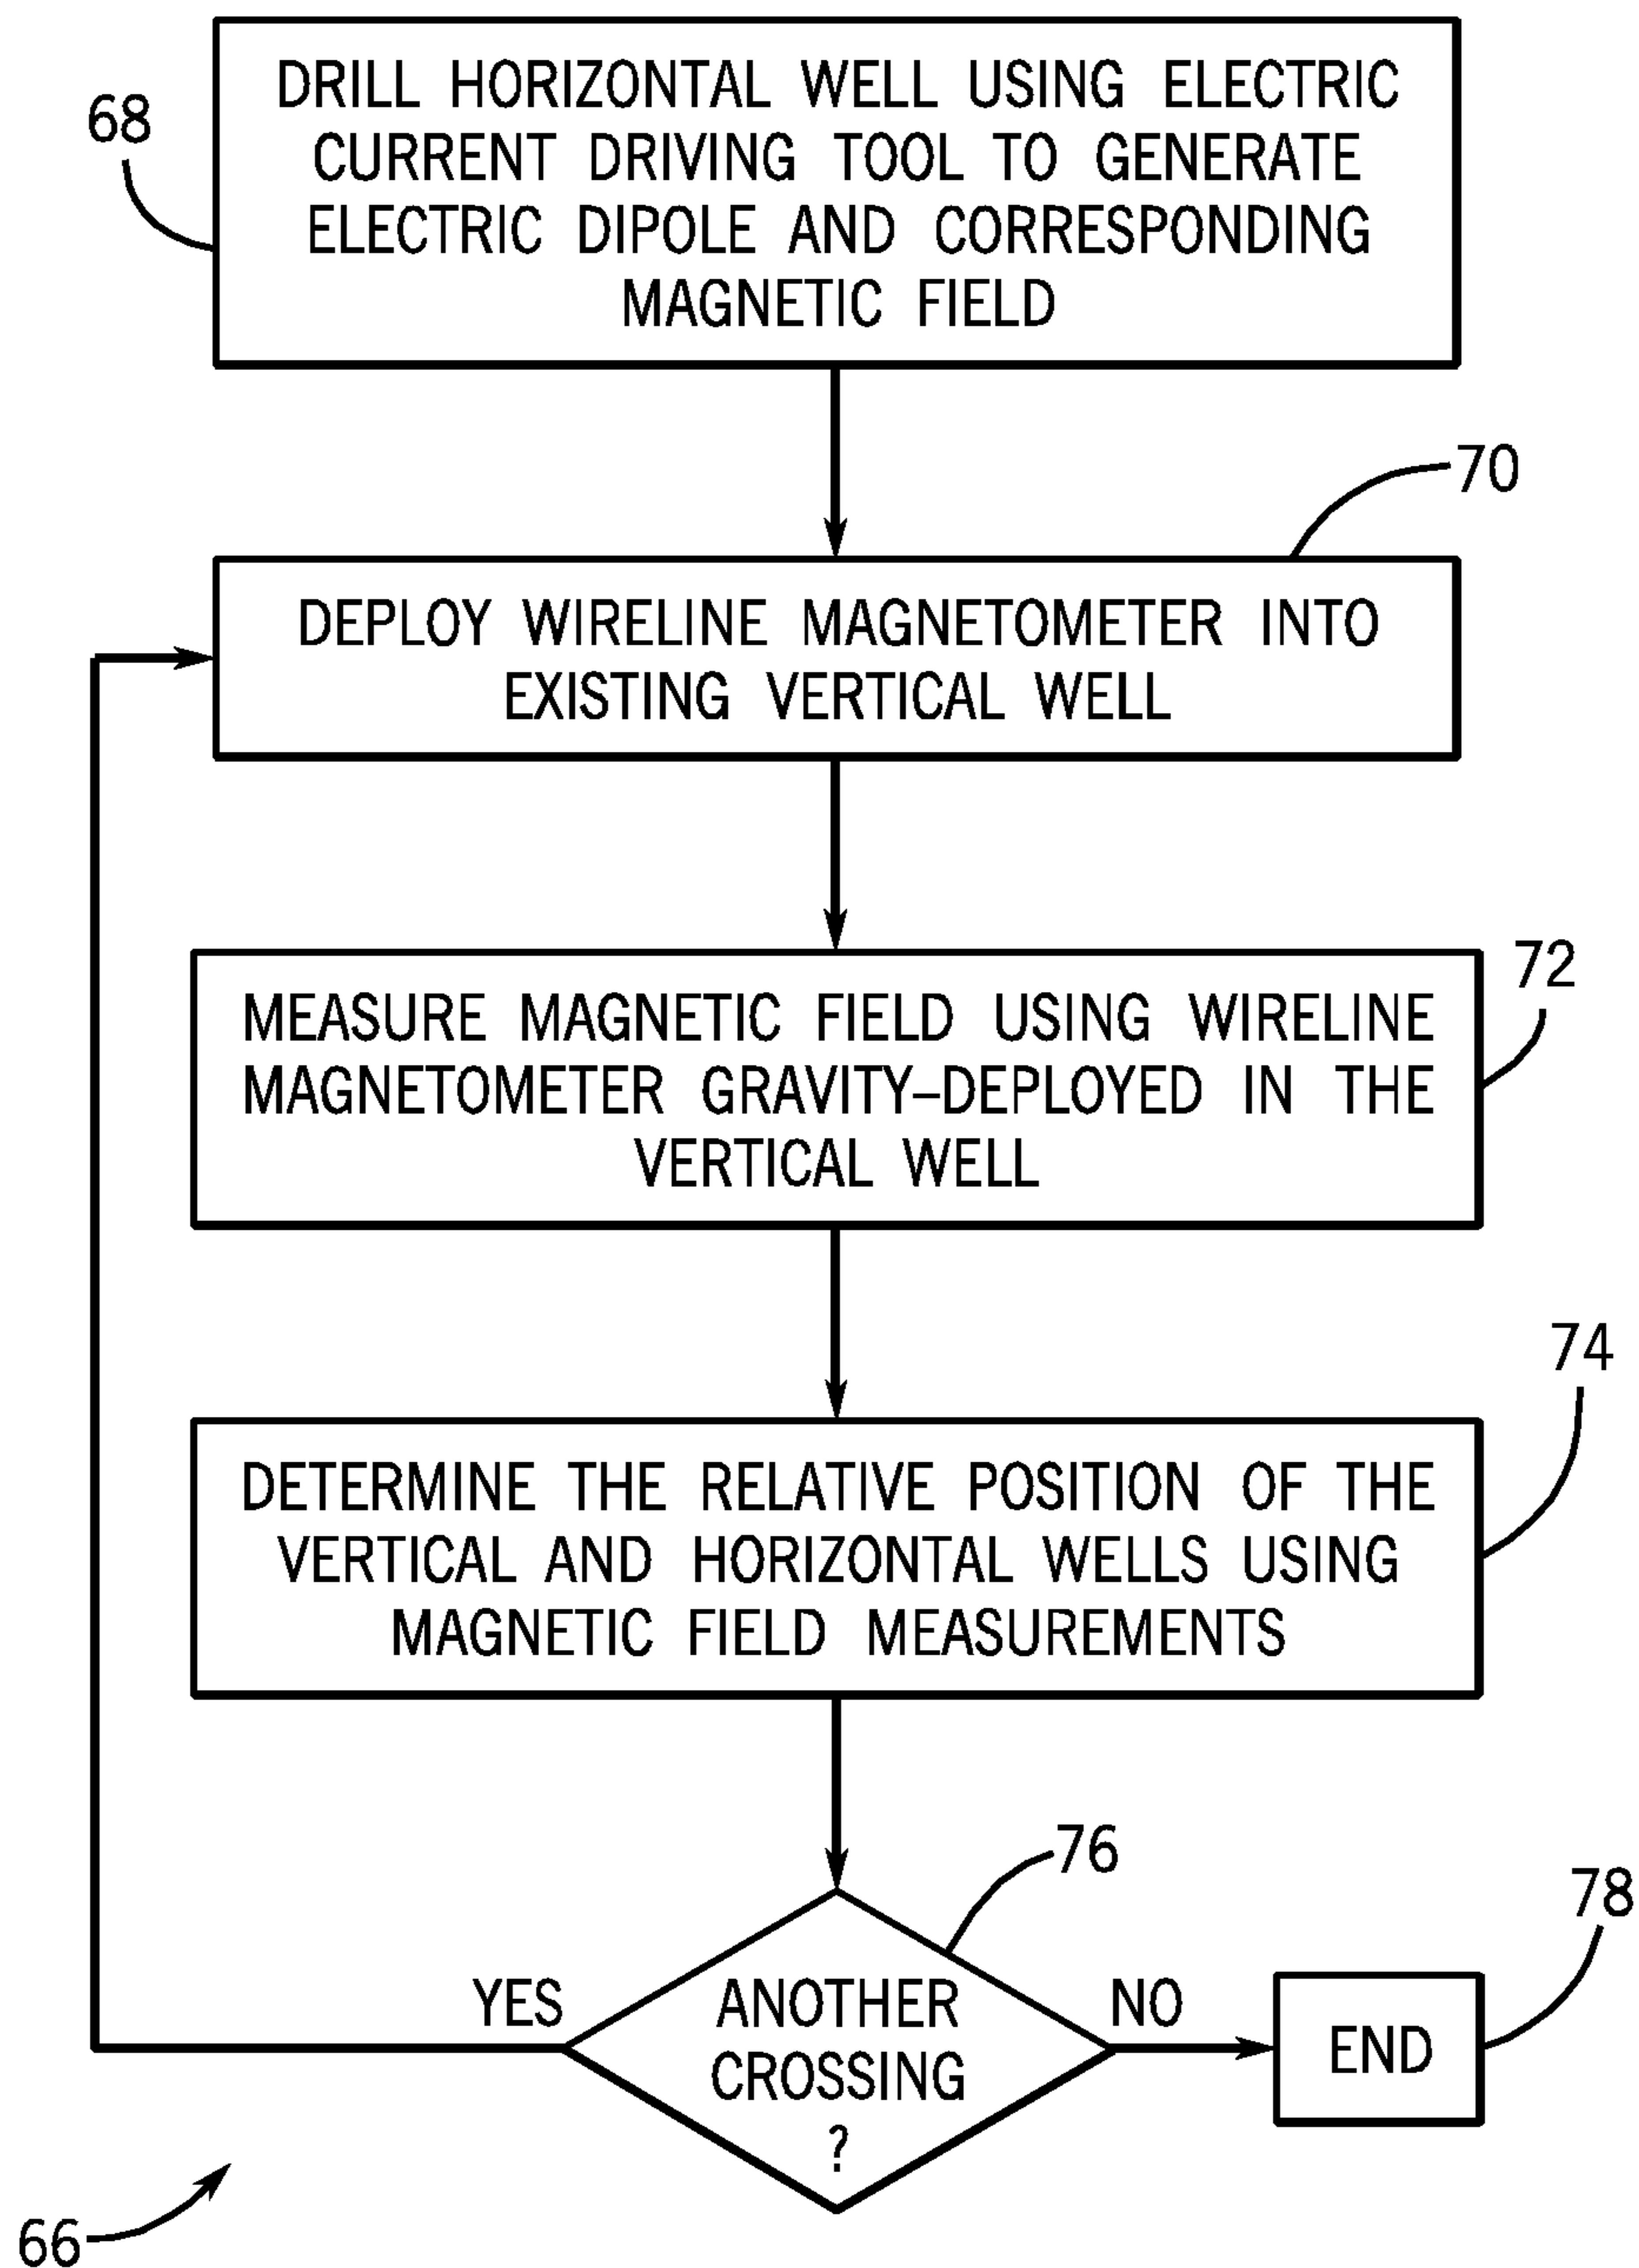 68
DRILL HORIZONTAL WELL USING ELECTRIC
CURRENT DRIVING TOOL TO GENERATE
ELECTRIC DIPOLE AND CORRESPONDING
MAGNETIC FIELD
70
DEPLOY WIRELINE MAGNETOMETER INTO
EXISTING VERTICAL WELL
72
MEASURE MAGNETIC FIELD USING WIRELINE
MAGNETOMETER GRAVITY–DEPLOYED IN THE
VERTICAL WELL
74
DETERMINE THE RELATIVE POSITION OF THE
VERTICAL AND HORIZONTAL WELLS USING
MAGNETIC FIELD MEASUREMENTS
76
78
YES
ANOTHER
CROSSING
?
NO
END
66